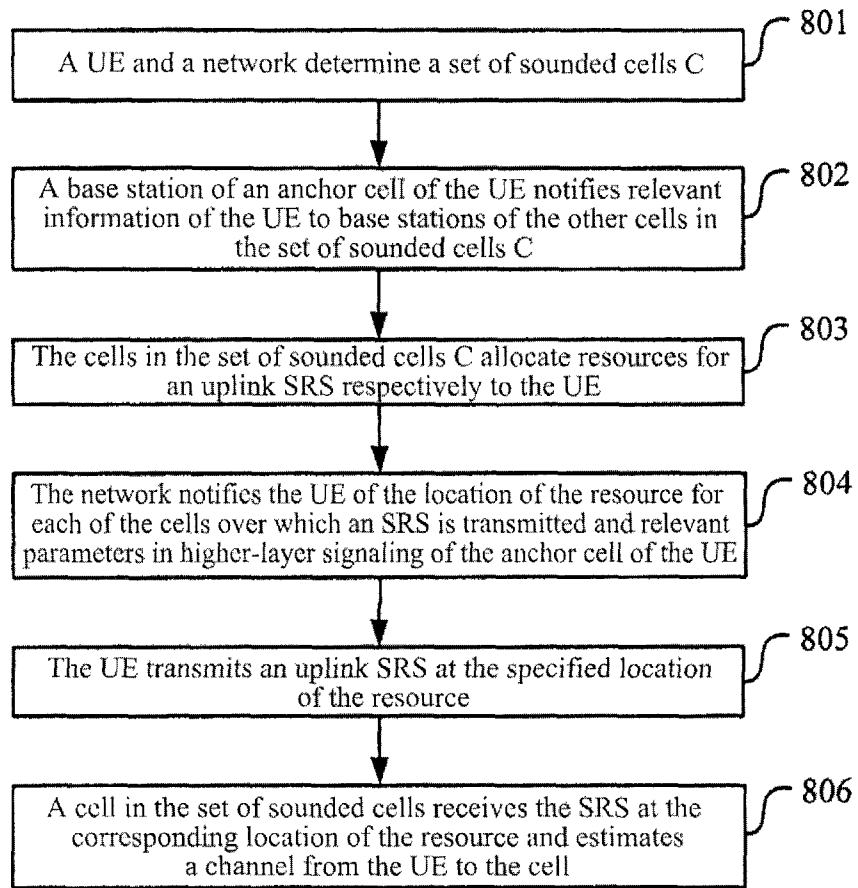 801
A UE and a network determine a set of sounded cells C
802
A base station of an anchor cell of the UE notifies relevant
information of the UE to base stations of the other cells in
the set of sounded cells C
803
The cells in the set of sounded cells C allocate resources for
an uplink SRS respectively to the UE
804
The network notifies the UE of the location of the resource for
each of the cells over which an SRS is transmitted and relevant
parameters in higher-layer signaling of the anchor cell of the UE
805
The UE transmits an uplink SRS at the specified location
of the resource
806
A cell in the set of sounded cells receives the SRS at the
corresponding location of the resource and estimates
a channel from the UE to the cell